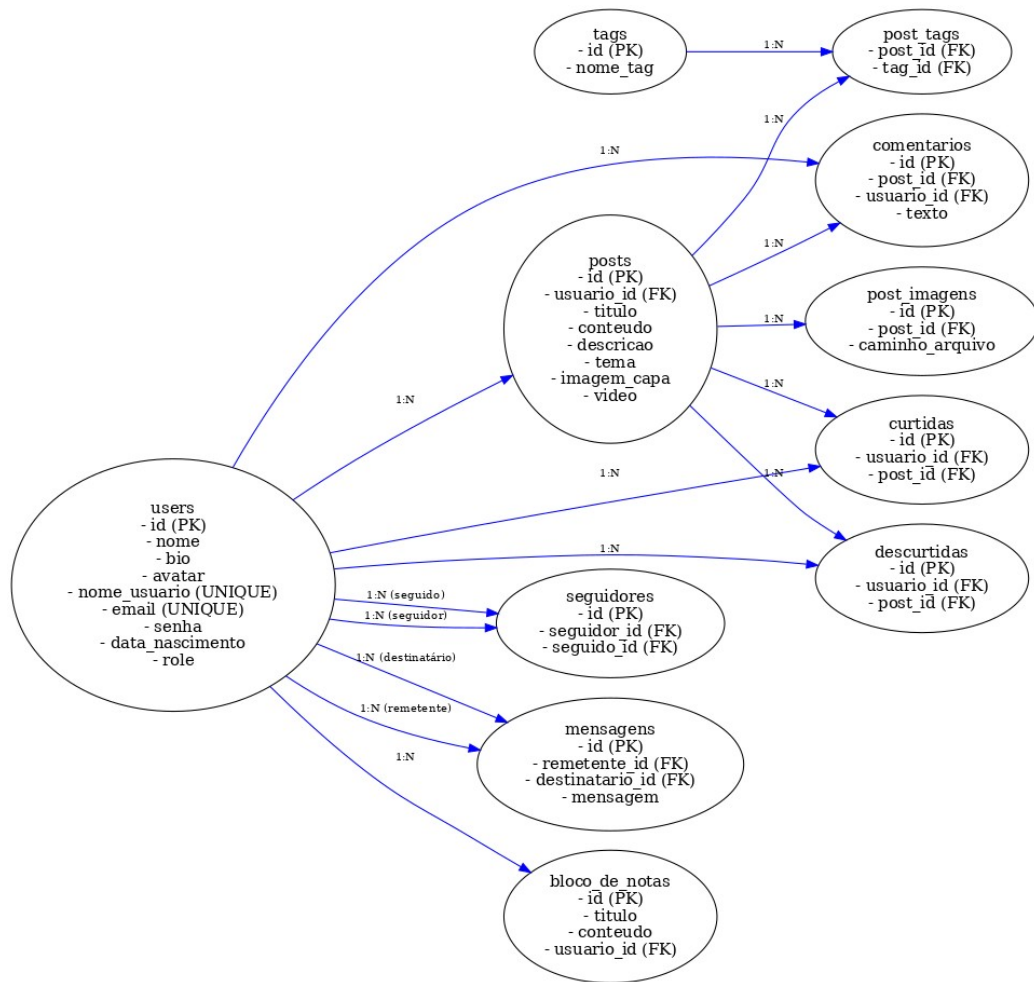 tags
- id (PK)
- nome_tag
1:N
post_tags
- post_id (FK)
- tag_id (FK)
1:N
comentarios
- id (PK)
- post_id (FK)
- usuario_id (FK)
- texto
1:N
1:N
posts
- id (PK)
- usuario_id (FK)
- titulo
- conteudo
- descricao
- tema
- imagem_capa
- video
1:N
post_imagens
- id (PK)
- post_id (FK)
- caminho_arquivo
1:N
1:N
curtidas
- id (PK)
- usuario_id (FK)
- post_id (FK)
1:N
1:N
users
- id (PK)
- nome
- bio
- avatar
- nome_usuario (UNIQUE)
- email (UNIQUE)
- senha
- data_nascimento
- role
1:N
descurtidas
- id (PK)
- usuario_id (FK)
- post_id (FK)
1:N (seguido)
1:N (seguidor)
seguidores
- id (PK)
- seguidor_id (FK)
- seguido_id (FK)
1:N (destinatário)
1:N (remetente)
mensagens
- id (PK)
- remetente_id (FK)
- destinatario_id (FK)
- mensagem
1:N
bloco_de_notas
- id (PK)
- titulo
- conteudo
- usuario_id (FK)